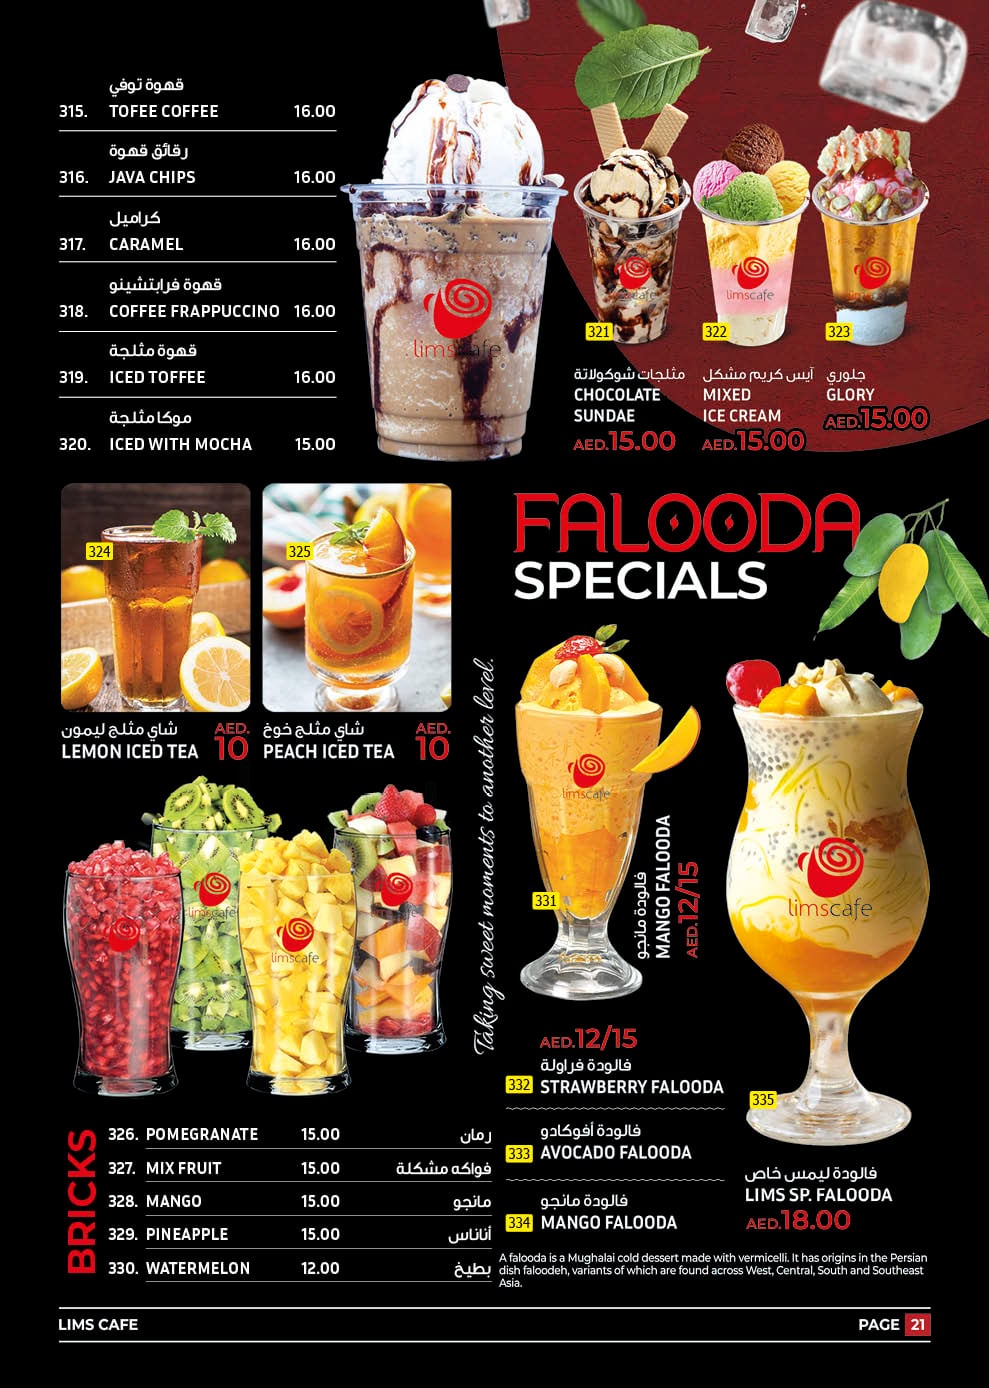 قهوة توفي
315. TOFEE COFFEE 16.00
رقائق قهوة
316. JAVA CHIPS 16.00
كراميل
317. CARAMEL 16.00
قهوة فرابتشينو
318. COFFEE FRAPPUCCINO 16.00
قهوة مثلجة
319. ICED TOFFEE 16.00
موكا مثلجة
320. ICED WITH MOCHA 15.00
limscafe
limscafe
limscafe
limscafe
321
322
323
مثلجات شوكولاتة
CHOCOLATE
SUNDAE
AED.15.00
آيس كريم مشكل
MIXED
ICE CREAM
AED.15.00
جلوري
GLORY
AED.15.00
324
شاي مثلج ليمون
LEMON ICED TEA
AED.
10
325
شاي مثلج خوخ
PEACH ICED TEA
AED.
10
FALOODA
SPECIALS
Taking sweet moments to another level.
limscafe
limscafe
limscafe
limscafe
331
فالودة مانجو
MANGO FALOODA
AED.12/15
limscafe
AED.12/15
فالودة فراولة
332 STRAWBERRY FALOODA
فالودة أفوكادو
333 AVOCADO FALOODA
فالودة مانجو
334 MANGO FALOODA
335
فالودة ليمس خاص
LIMS SP. FALOODA
AED.18.00
BRICKS
326. POMEGRANATE 15.00 رمان
327. MIX FRUIT 15.00 فواكه مشكلة
328. MANGO 15.00 مانجو
329. PINEAPPLE 15.00 أناناس
330. WATERMELON 12.00 بطيخ
A falooda is a Mughalai cold dessert made with vermicelli. It has origins in the Persian
dish faloodeh, variants of which are found across West, Central, South and Southeast
Asia.
LIMS CAFE
PAGE 21